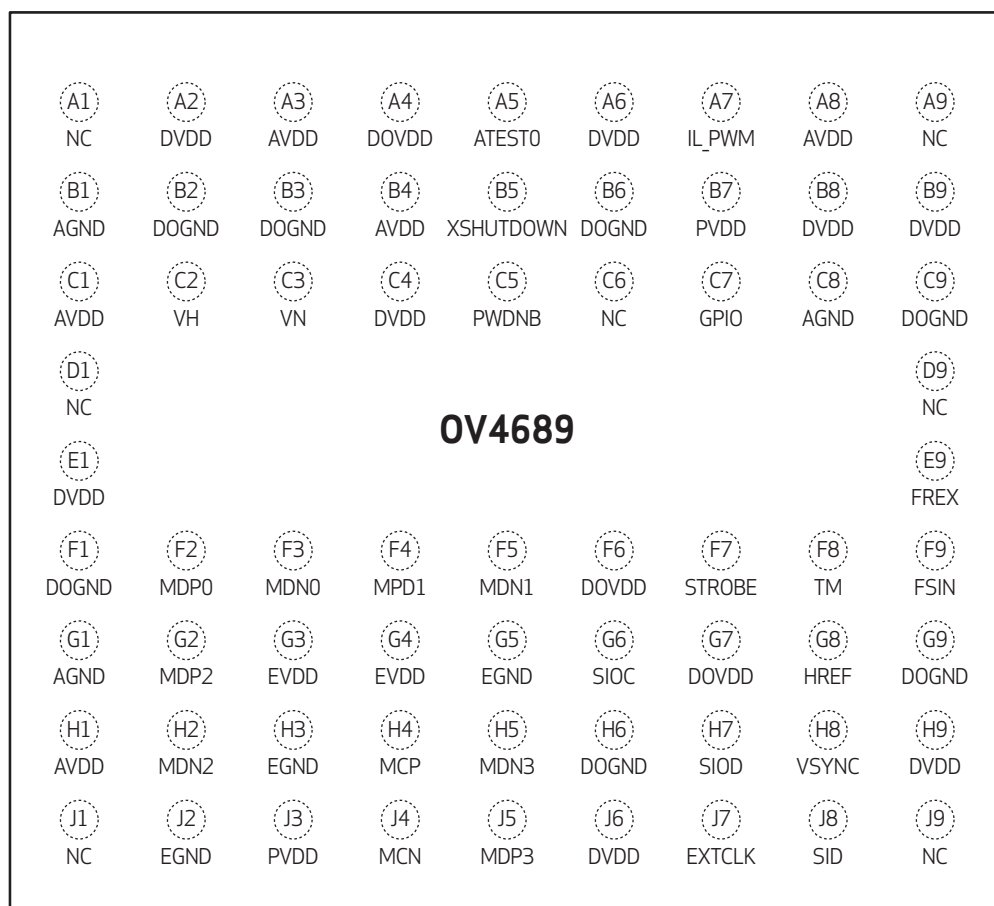 A1 A2 A3 A4 A5 A6 A7 A8 A9
NC DVDD AVDD DOVDD ATEST0 DVDD IL_PWM AVDD NC
B1 B2 B3 B4 B5 B6 B7 B8 B9
AGND DOGND DOGND AVDD XSHUTDOWN DOGND PVDD DVDD DVDD
C1 C2 C3 C4 C5 C6 C7 C8 C9
AVDD VH VN DVDD PWDNB NC GPIO AGND DOGND
D1 D9
NC NC
OV4689
E1 E9
DVDD FREX
F1 F2 F3 F4 F5 F6 F7 F8 F9
DOGND MDP0 MDN0 MPD1 MDN1 DOVDD STROBE TM FSIN
G1 G2 G3 G4 G5 G6 G7 G8 G9
AGND MDP2 EVDD EVDD EGND SIOC DOVDD HREF DOGND
H1 H2 H3 H4 H5 H6 H7 H8 H9
AVDD MDN2 EGND MCP MDN3 DOGND SIOD VSYNC DVDD
J1 J2 J3 J4 J5 J6 J7 J8 J9
NC EGND PVDD MCN MDP3 DVDD EXTCLK SID NC